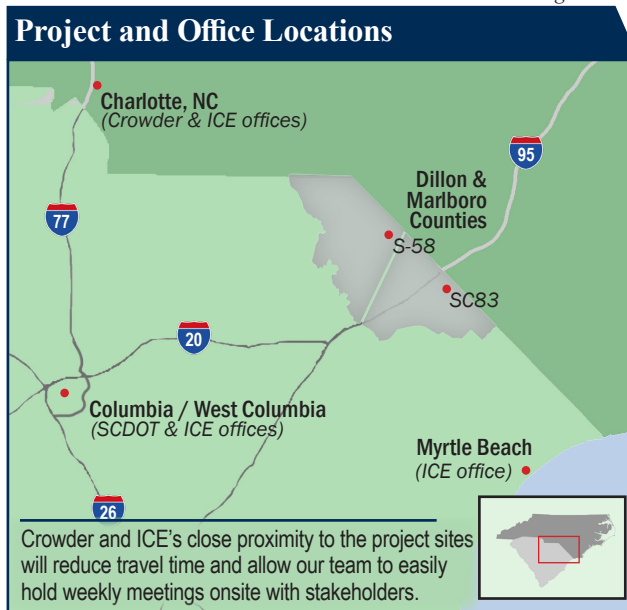 Project and Office Locations
Charlotte, NC
(Crowder & ICE offices)
95
Dillon &
Marlboro
Counties
77
S-58
SC83
20
Columbia / West Columbia
(SCDOT & ICE offices)
Myrtle Beach
(ICE office)
26
Crowder and ICE’s close proximity to the project sites
will reduce travel time and allow our team to easily
hold weekly meetings onsite with stakeholders.